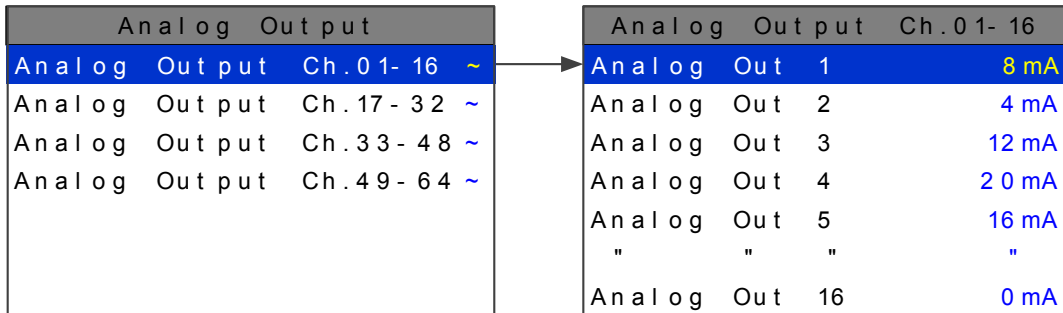 Analog Output
Analog Output Ch.01-16 ~
Analog Output Ch.17-32 ~
Analog Output Ch.33-48 ~
Analog Output Ch.49-64 ~
Analog Output Ch.01-16
Analog Out 1 8 mA
Analog Out 2 4 mA
Analog Out 3 12 mA
Analog Out 4 20 mA
Analog Out 5 16 mA
" " " "
Analog Out 16 0 mA